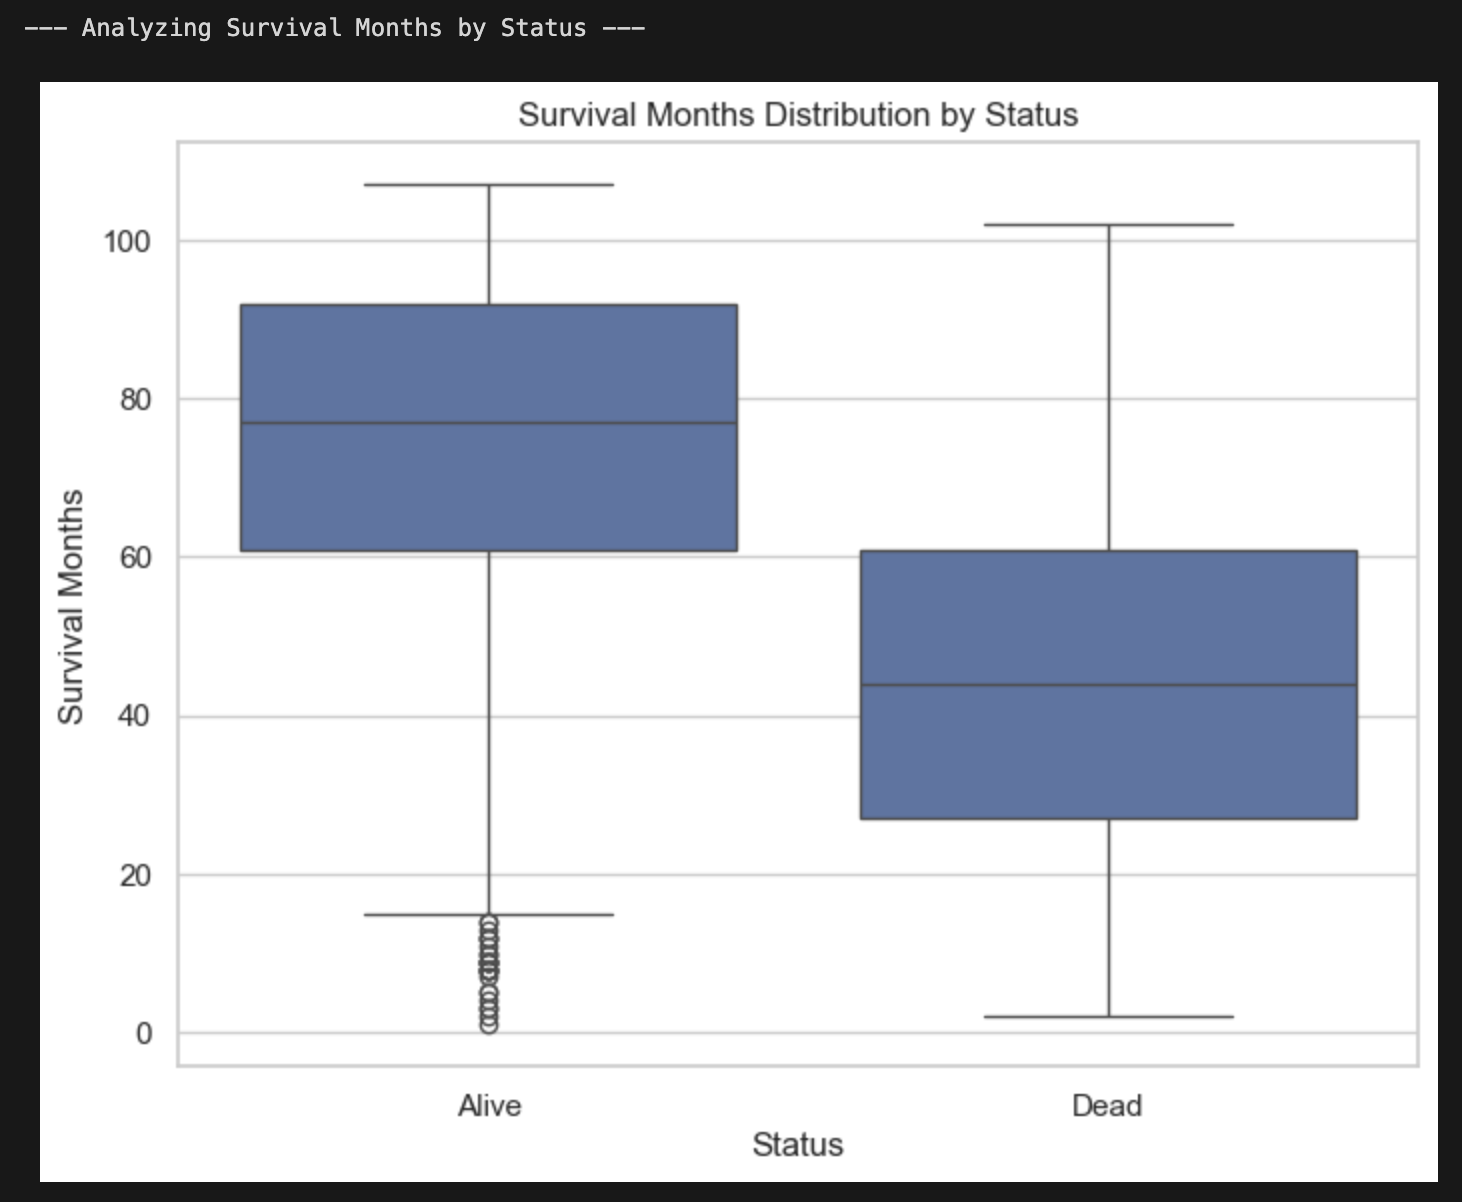 --- Analyzing Survival Months by Status ---
Survival Months Distribution by Status
Survival Months
100
80
60
40
20
0
Alive Dead
Status